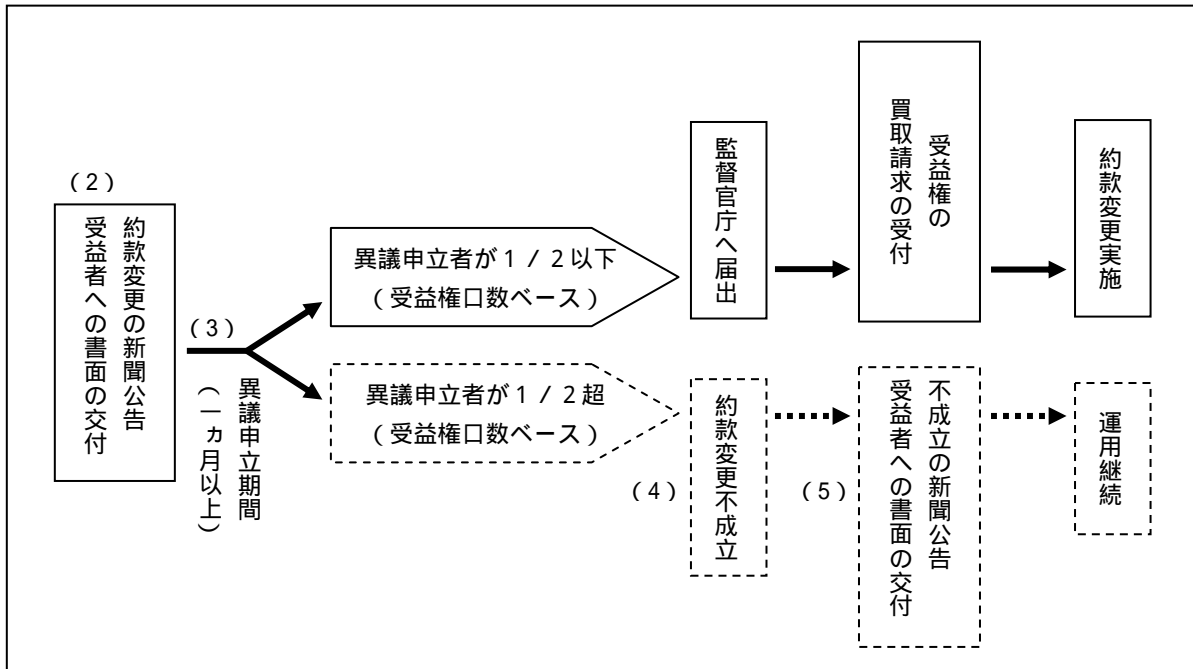 (2)
約款変更の新聞公告
受益者への書面の交付
(3)
異議申立期間
(一ヵ月以上)
異議申立者が1/2以下
(受益権口数ベース)
監督官庁へ届出
受益権の
買取請求の受付
約款変更実施
異議申立者が1/2超
(受益権口数ベース)
(4)
約款変更不成立
(5)
不成立の新聞公告
受益者への書面の交付
運用継続